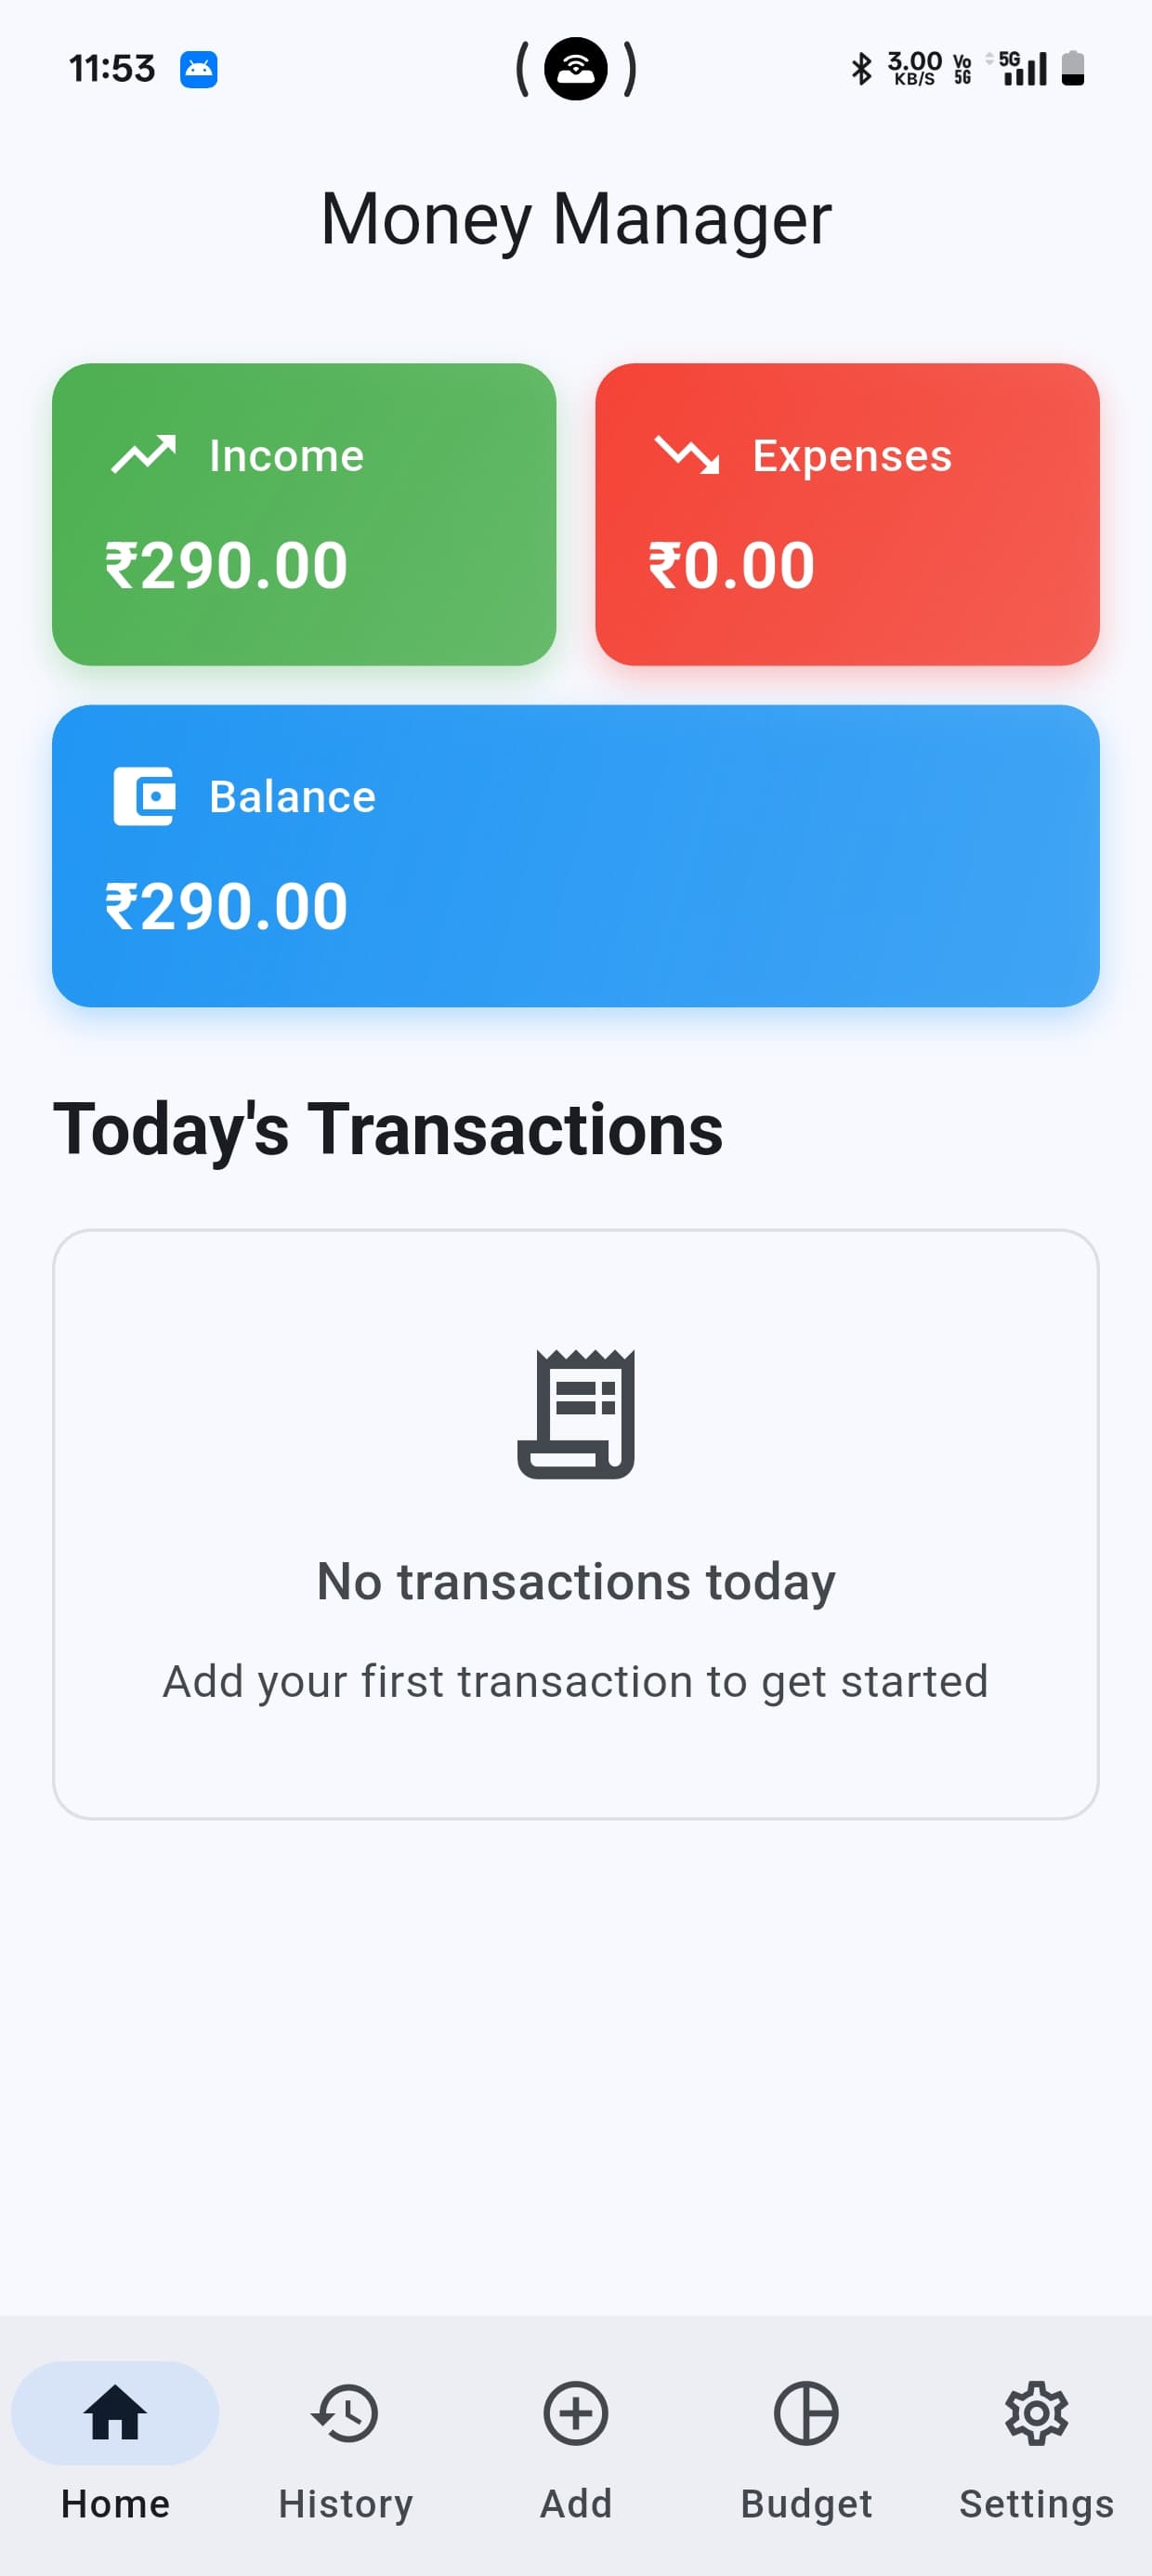 11:53
3.00 KB/S Vo 5G 5G
Money Manager
Income
₹290.00
Expenses
₹0.00
Balance
₹290.00
Today's Transactions
No transactions today
Add your first transaction to get started
Home History Add Budget Settings